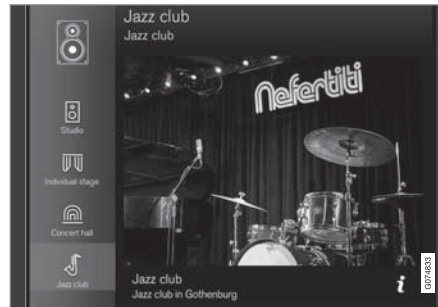 Jazz club
Jazz club
Nefertiti
Studio
Individual stage
Concert hall
Jazz club
Jazz club
Jazz club in Gothenburg
i
G074833